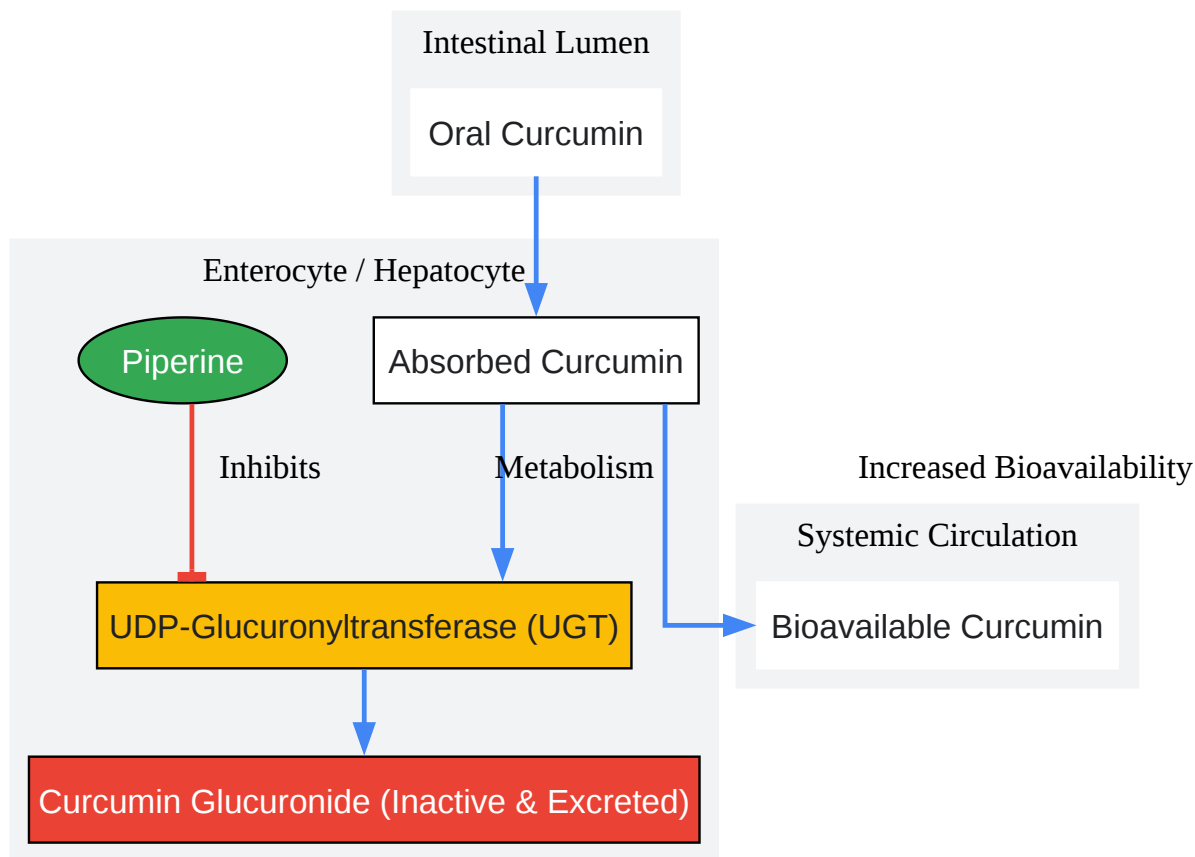 Intestinal Lumen
Oral Curcumin
Enterocyte / Hepatocyte
Piperine
Absorbed Curcumin
Inhibits
Metabolism
Increased Bioavailability
Systemic Circulation
UDP-Glucuronyltransferase (UGT)
Bioavailable Curcumin
Curcumin Glucuronide (Inactive & Excreted)